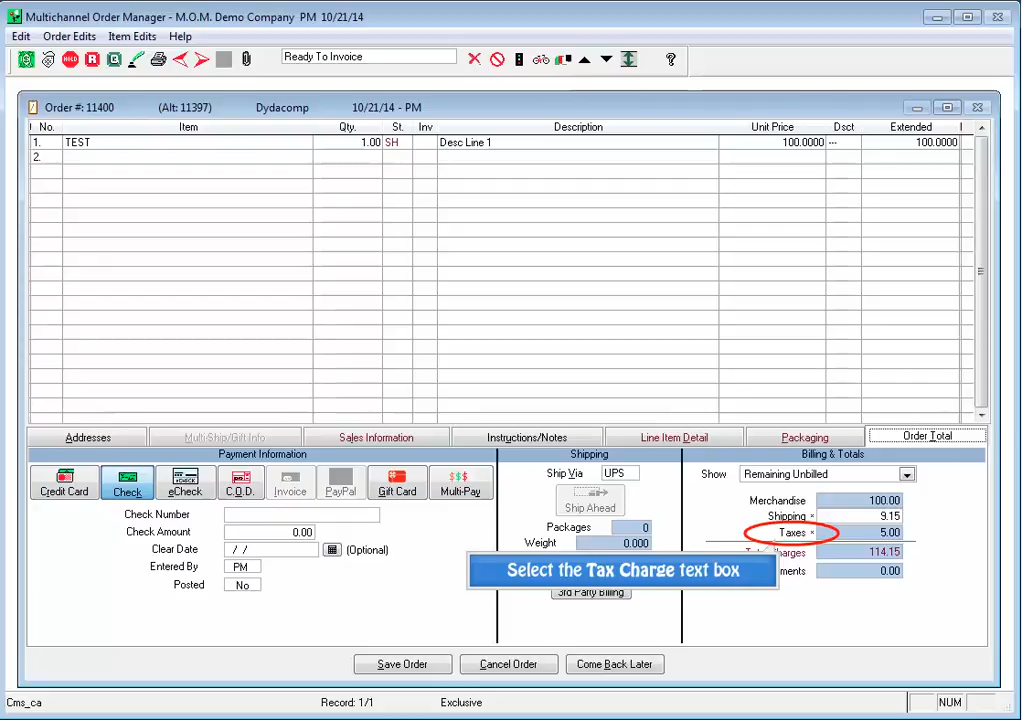 Multichannel Order Manager - M.O.M. Demo Company PM 10/21/14
Edit Order Edits Item Edits Help
HOLD R Ready To Invoice ?
Order #: 11400 (Alt: 11397) Dydacomp 10/21/14 - PM
No. Item Qty. St. Inv Description Unit Price Dsct Extended
1. TEST 1.00 SH Desc Line 1 100.0000 --- 100.0000
2.
Addresses Multi Ship/Gift Info Sales Information Instructions/Notes Line Item Detail Packaging Order Total
Payment Information Shipping Billing & Totals
Credit Card Check eCheck C.O.D. Invoice PayPal Gift Card $$$ Multi-Pay
Ship Via UPS
Show Remaining Unbilled
Ship Ahead
Merchandise 100.00
Check Number
Shipping × 9.15
Check Amount 0.00
Packages 0
Taxes × 5.00
Clear Date / / (Optional)
Weight 0.000
114.15
Entered By PM
Select the Tax Charge text box
0.00
Posted No
3rd Party Billing
Save Order Cancel Order Come Back Later
Cms_ca Record: 1/1 Exclusive NUM